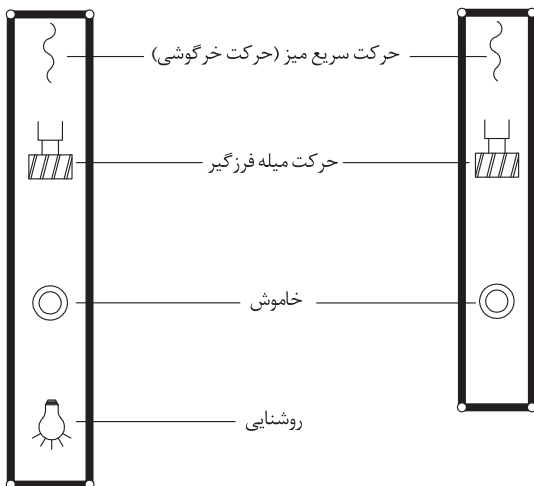 حرکت سریع میز (حرکت خرگوشی)
حرکت میله فرزگیر
خاموش
روشنایی